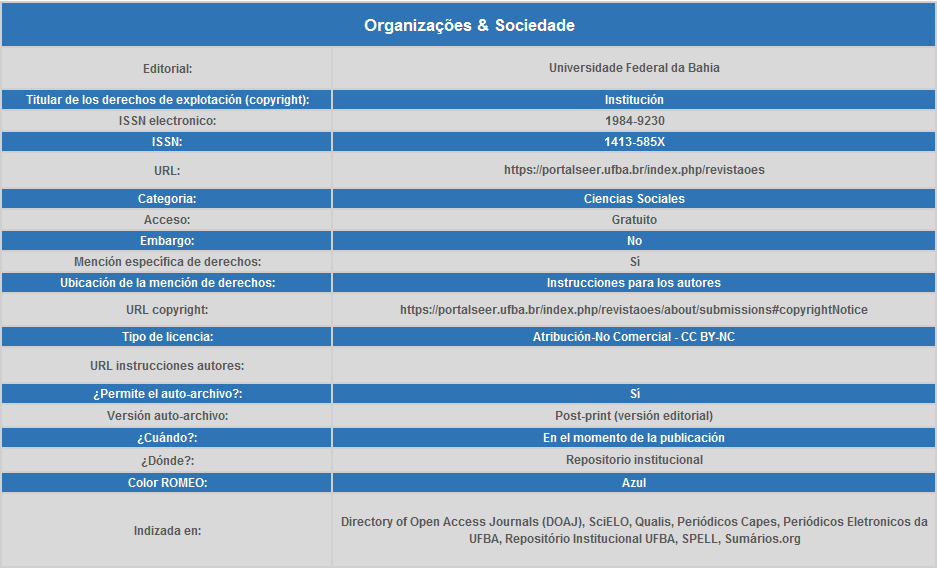 Organizações & Sociedade
Editorial: Universidade Federal da Bahia
Titular de los derechos de explotación (copyright): Institución
ISSN electronico: 1984-9230
ISSN: 1413-585X
URL: https://portalseer.ufba.br/index.php/revistaoes
Categoria: Ciencias Sociales
Acceso: Gratuito
Embargo: No
Mención específica de derechos: Sí
Ubicación de la mención de derechos: Instrucciones para los autores
URL copyright: https://portalseer.ufba.br/index.php/revistaoes/about/submissions#copyrightNotice
Tipo de licencia: Atribución-No Comercial - CC BY-NC
URL instrucciones autores:
¿Permite el auto-archivo?: Sí
Versión auto-archivo: Post-print (versión editorial)
¿Cuándo?: En el momento de la publicación
¿Dónde?: Repositorio institucional
Color ROMEO: Azul
Indizada en: Directory of Open Access Journals (DOAJ), SciELO, Qualis, Periódicos Capes, Periódicos Eletronicos da
UFBA, Repositório Institucional UFBA, SPELL, Sumários.org